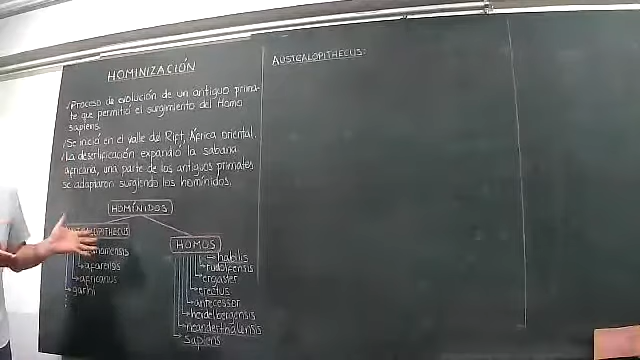 HOMINIZACIÓN
Proceso de evolución de un antiguo prima-
te que permitió el surgimiento del Homo
sapiens.
Se inició en el Valle del Rift, África oriental.
La desertificación expandió la sabana
africana, una parte de los antiguos primates
se adaptaron surgiendo los homínidos.
HOMÍNIDOS
AUSTRALOPITHECUS
afarensis
africanus
garhi
HOMOS
habilis
rudolfensis
ergaster
erectus
antecessor
heidelbergensis
neanderthalensis
sapiens
AUSTRALOPITHECUS: